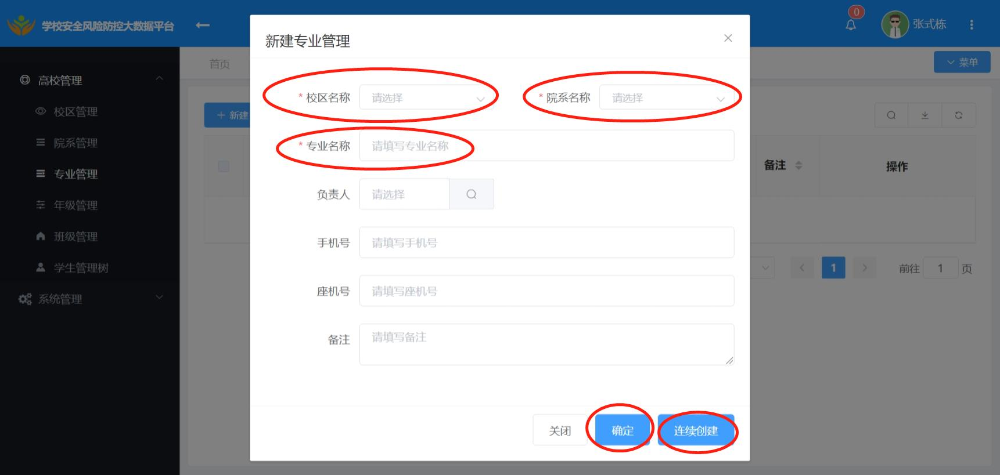 学校安全风险防控大数据平台
0
张式栋
高校管理
校区管理
院系管理
专业管理
年级管理
班级管理
学生管理树
系统管理
首页
菜单
+ 新建
备注
操作
1
前往 1 页
新建专业管理
* 校区名称 请选择
* 院系名称 请选择
* 专业名称 请填写专业名称
负责人 请选择
手机号 请填写手机号
座机号 请填写座机号
备注 请填写备注
关闭 确定 连续创建